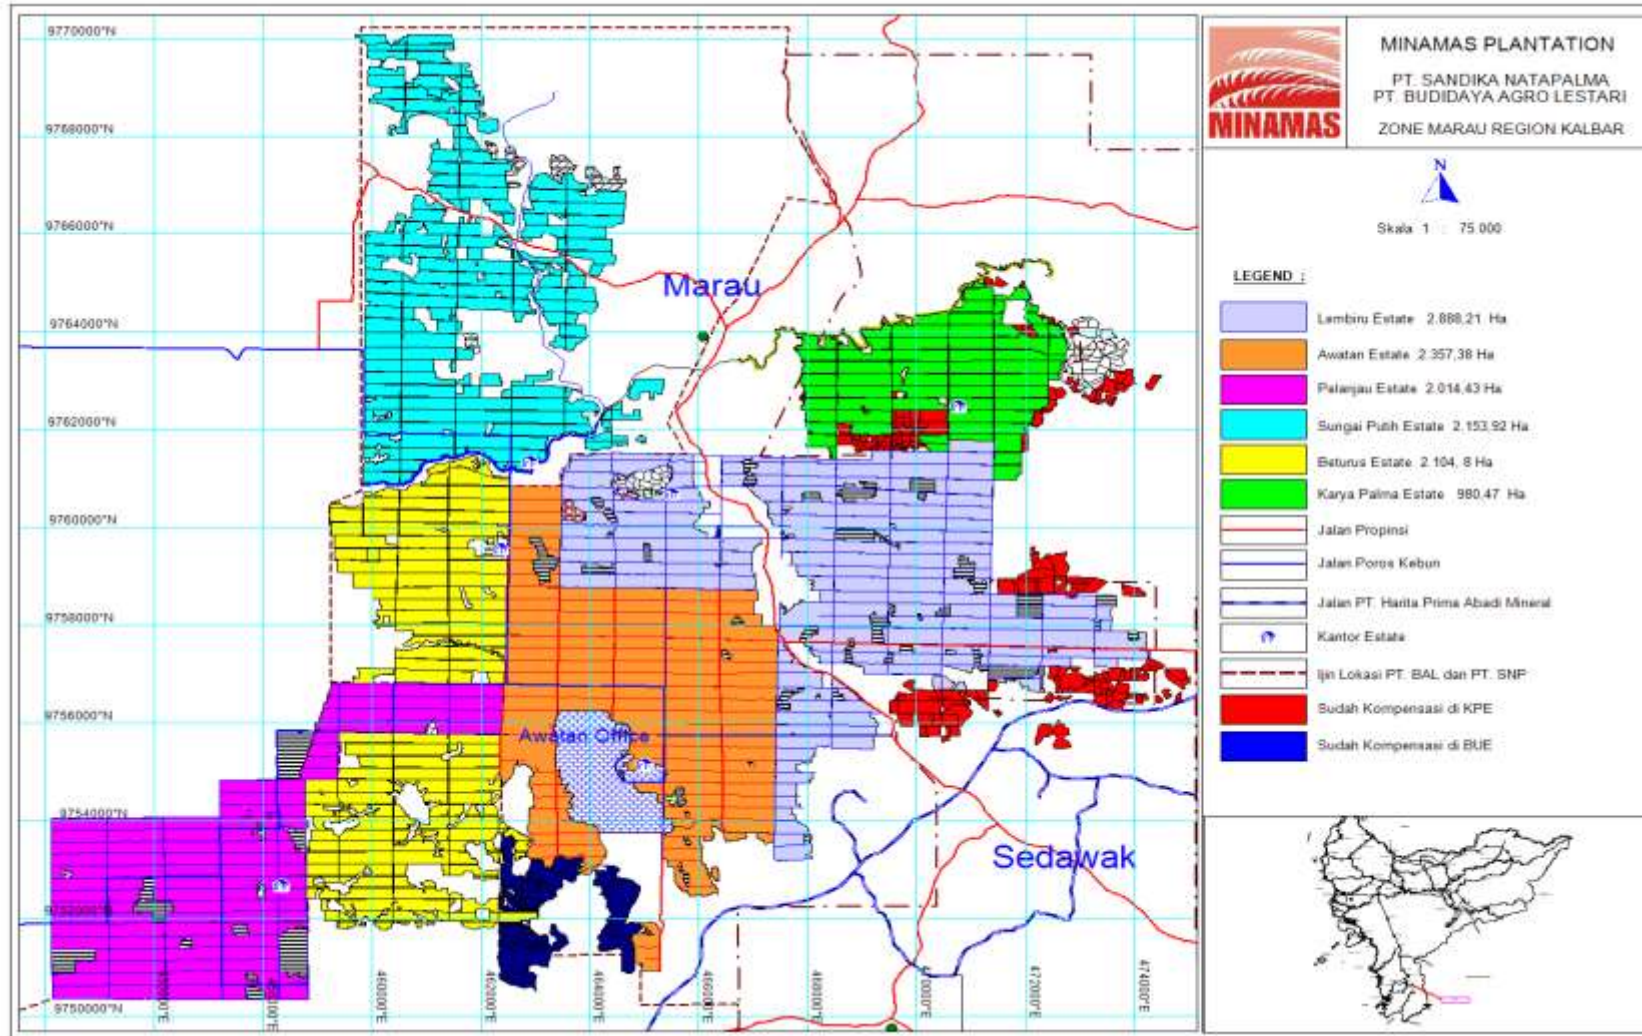 MINAMAS PLANTATION
PT. SANDIKA NATAPALMA
PT. BUDIDAYA AGRO LESTARI
ZONE MARAU REGION KALBAR
MINAMAS
N
Skala 1 : 75 000
LEGEND :
Lembiru Estate 2.888,21 Ha
Awatan Estate 2.357,38 Ha
Pelanjau Estate 2.014,43 Ha
Sungai Putih Estate 2.153,92 Ha
Beturus Estate 2.104, 8 Ha
Karya Palma Estate 980,47 Ha
Jalan Propinsi
Jalan Poros Kebun
Jalan PT. Harita Prima Abadi Mineral
Kantor Estate
Ijin Lokasi PT. BAL dan PT. SNP
Sudah Kompensasi di KPE
Sudah Kompensasi di BUE
9770000°N
9768000°N
9766000°N
9764000°N
9762000°N
9760000°N
9758000°N
9756000°N
9754000°N
9750000°N
Marau
Awatan Office
Sedawak
460000°E
462000°E
464000°E
466000°E
468000°E
470000°E
472000°E
474000°E